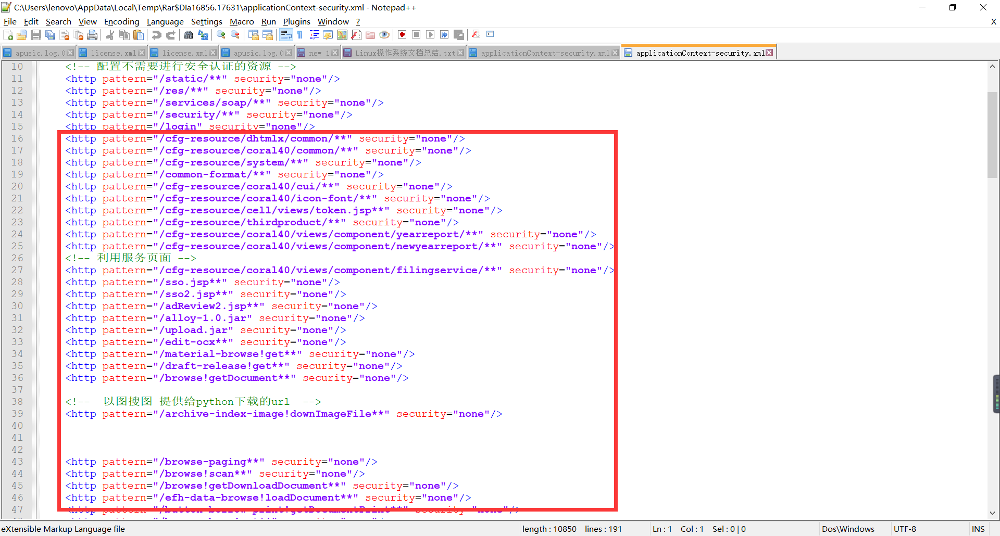 C:\Users\lenovo\AppData\Local\Temp\Rar$DIa16856.17631\applicationContext-security.xml - Notepad++
File Edit Search View Encoding Language Settings Macro Run Plugins Window ? X
apusic.log.0 license.xml license.xml apusic.log.0 new 1 Linux操作系统文档总结.txt applicationContext-security.xml applicationContext-security.xml
10 <!-- 配置不需要进行安全认证的资源 -->
11 <http pattern="/static/**" security="none"/>
12 <http pattern="/res/**" security="none"/>
13 <http pattern="/services/soap/**" security="none"/>
14 <http pattern="/security/**" security="none"/>
15 <http pattern="/login" security="none"/>
16 <http pattern="/cfg-resource/dhtmlx/common/**" security="none"/>
17 <http pattern="/cfg-resource/coral40/common/**" security="none"/>
18 <http pattern="/cfg-resource/system/**" security="none"/>
19 <http pattern="/common-format/**" security="none"/>
20 <http pattern="/cfg-resource/coral40/cui/**" security="none"/>
21 <http pattern="/cfg-resource/coral40/icon-font/**" security="none"/>
22 <http pattern="/cfg-resource/cell/views/token.jsp**" security="none"/>
23 <http pattern="/cfg-resource/thirdproduct/**" security="none"/>
24 <http pattern="/cfg-resource/coral40/views/component/yearreport/**" security="none"/>
25 <http pattern="/cfg-resource/coral40/views/component/newyearreport/**" security="none"/>
26 <!-- 利用服务页面 -->
27 <http pattern="/cfg-resource/coral40/views/component/filingservice/**" security="none"/>
28 <http pattern="/sso.jsp**" security="none"/>
29 <http pattern="/sso2.jsp**" security="none"/>
30 <http pattern="/adReview2.jsp**" security="none"/>
31 <http pattern="/alloy-1.0.jar" security="none"/>
32 <http pattern="/upload.jar" security="none"/>
33 <http pattern="/edit-ocx**" security="none"/>
34 <http pattern="/material-browse!get**" security="none"/>
35 <http pattern="/draft-release!get**" security="none"/>
36 <http pattern="/browse!getDocument**" security="none"/>
37
38 <!-- 以图搜图 提供给python下载的url -->
39 <http pattern="/archive-index-image!downImageFile**" security="none"/>
40
41
42
43 <http pattern="/browse-paging**" security="none"/>
44 <http pattern="/browse!scan**" security="none"/>
45 <http pattern="/browse!getDownloadDocument**" security="none"/>
46 <http pattern="/efh-data-browse!loadDocument**" security="none"/>
47 <http pattern="/button-borrow-print!getDocumentPrint**" security="none"/>
eXtensible Markup Language file length : 10850 lines : 191 Ln : 1 Col : 1 Sel : 0 | 0 Dos\Windows UTF-8 INS